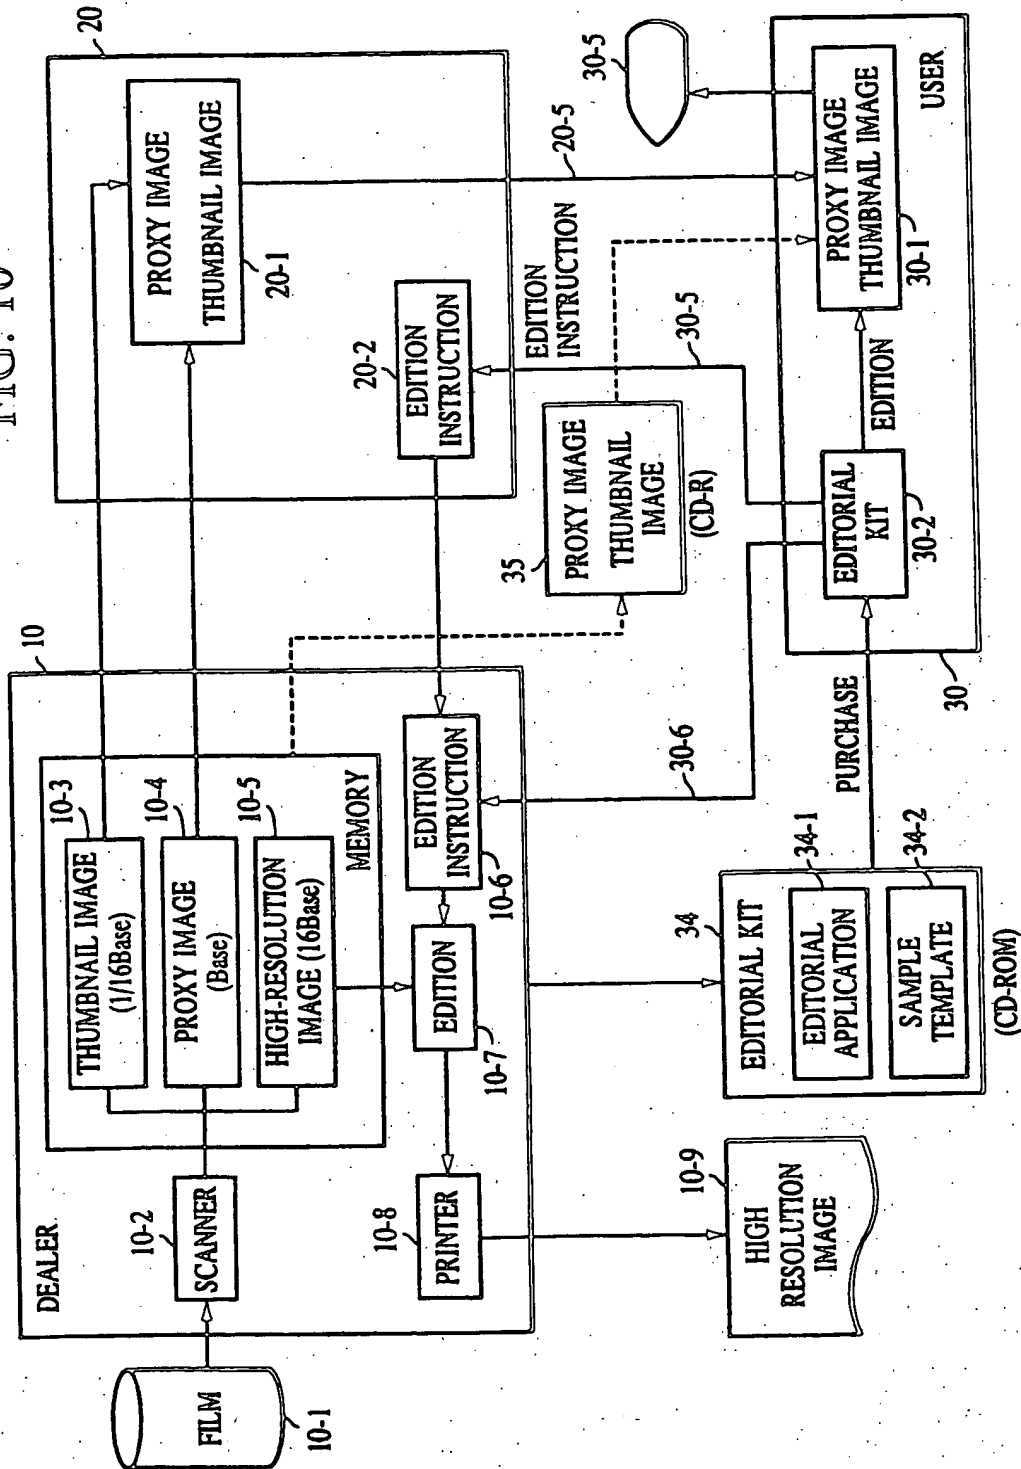 FIG. 10
DEALER
10
FILM
10-1
SCANNER
10-2
THUMBNAIL IMAGE
(1/16Base)
10-3
PROXY IMAGE
(Base)
10-4
HIGH-RESOLUTION
IMAGE (16Base)
10-5
MEMORY
PRINTER
10-8
EDITION
10-7
EDITION
INSTRUCTION
10-6
20
PROXY IMAGE
THUMBNAIL IMAGE
20-1
EDITION
INSTRUCTION
20-2
35
PROXY IMAGE
THUMBNAIL
IMAGE
(CD-R)
EDITION
INSTRUCTION
30-5
20-5
30-5
30-6
HIGH
RESOLUTION
IMAGE
10-9
34
EDITORIAL KIT
EDITORIAL
APPLICATION
34-1
SAMPLE
TEMPLATE
34-2
(CD-ROM)
PURCHASE
30
EDITORIAL
KIT
30-2
EDITION
PROXY IMAGE
THUMBNAIL IMAGE
30-1
USER